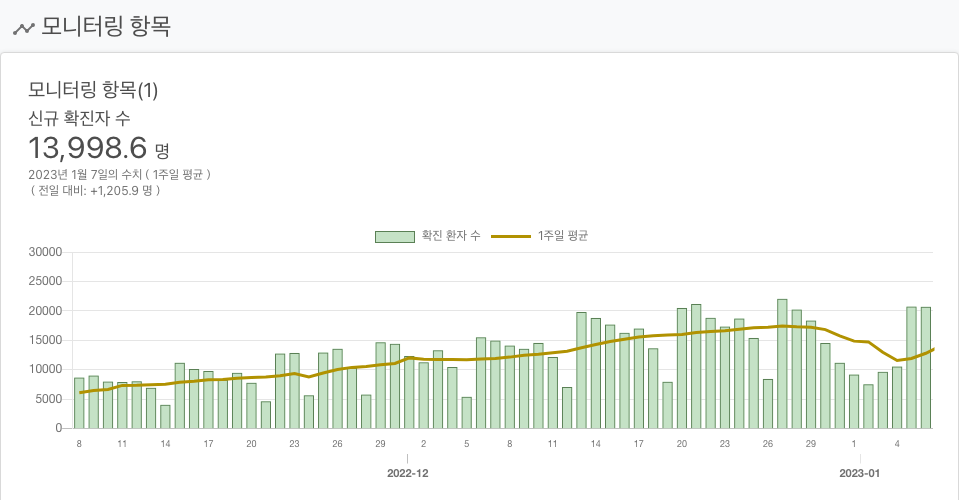 모니터링 항목
모니터링 항목(1)
신규 확진자 수
13,998.6 명
2023년 1월 7일의 수치 ( 1주일 평균 )
( 전일 대비: +1,205.9 명 )
확진 환자 수 1주일 평균
30000
25000
20000
15000
10000
5000
0
8 11 14 17 20 23 26 29 2 5 8 11 14 17 20 23 26 29 1 4
2022-12 2023-01